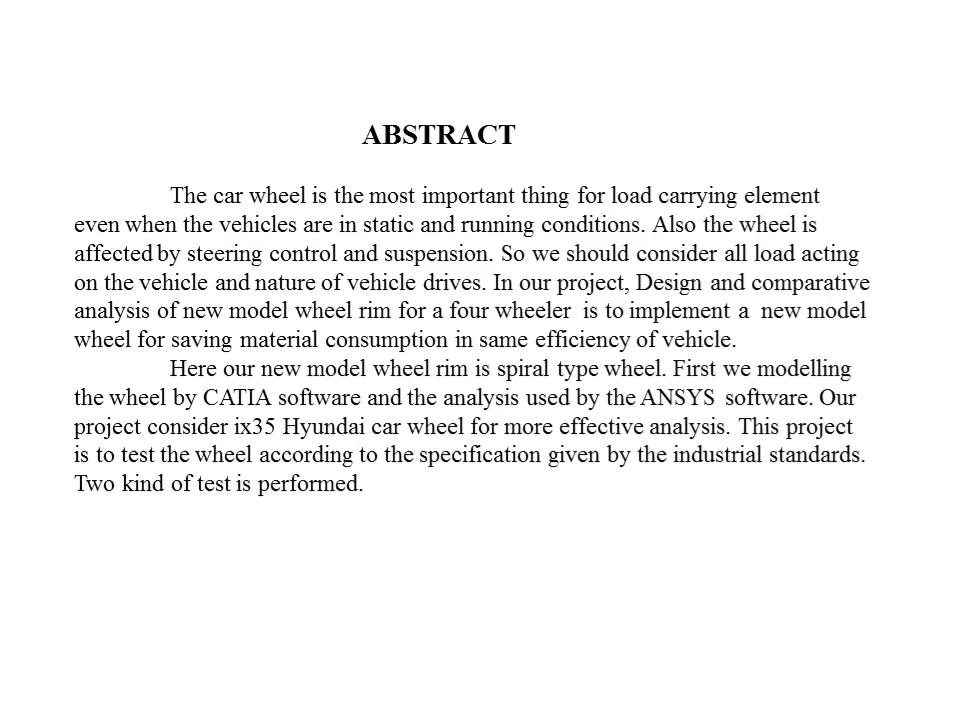 ABSTRACT
The car wheel is the most important thing for load carrying element
even when the vehicles are in static and running conditions. Also the wheel is
affected by steering control and suspension. So we should consider all load acting
on the vehicle and nature of vehicle drives. In our project, Design and comparative
analysis of new model wheel rim for a four wheeler is to implement a new model
wheel for saving material consumption in same efficiency of vehicle.
Here our new model wheel rim is spiral type wheel. First we modelling
the wheel by CATIA software and the analysis used by the ANSYS software. Our
project consider ix35 Hyundai car wheel for more effective analysis. This project
is to test the wheel according to the specification given by the industrial standards.
Two kind of test is performed.